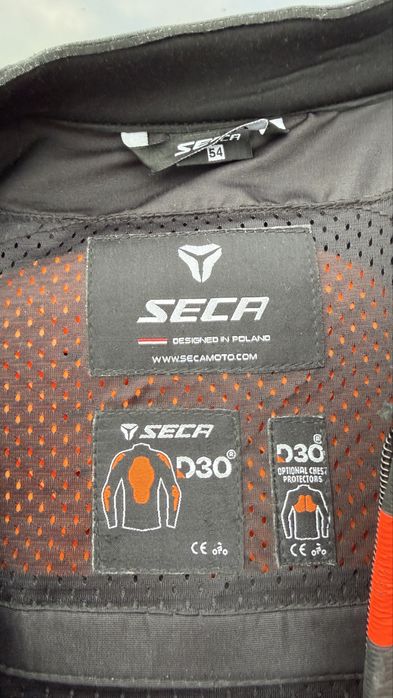 SECA
54
SECA
DESIGNED IN POLAND
WWW.SECAMOTO.COM
SECA
D3O®
CE
D3O®
OPTIONAL CHEST
PROTECTORS
CE